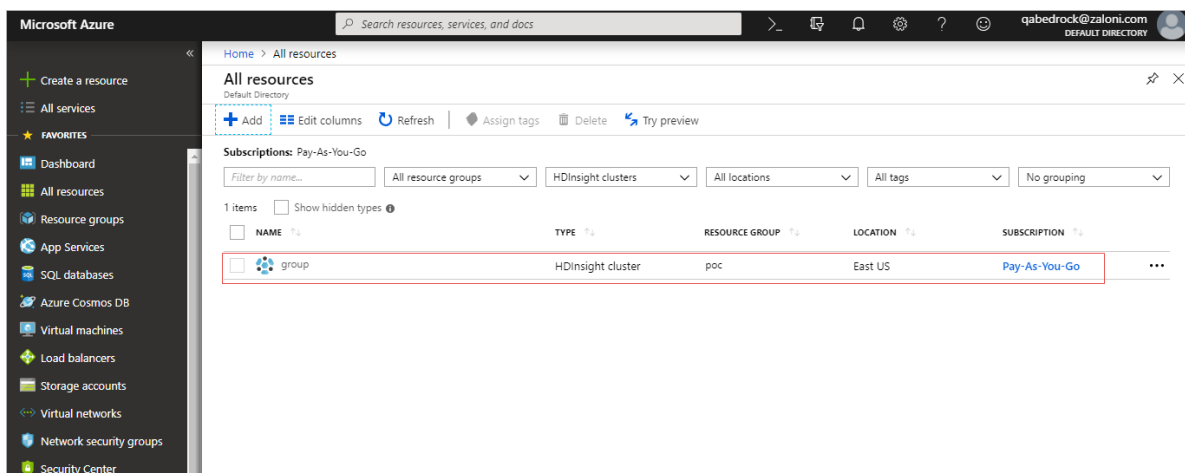 Microsoft Azure
Search resources, services, and docs
qabedrock@zaloni.com
DEFAULT DIRECTORY
Create a resource
All services
FAVORITES
Dashboard
All resources
Resource groups
App Services
SQL databases
Azure Cosmos DB
Virtual machines
Load balancers
Storage accounts
Virtual networks
Network security groups
Security Center
Home > All resources
All resources
Default Directory
Add Edit columns Refresh Assign tags Delete Try preview
Subscriptions: Pay-As-You-Go
Filter by name... All resource groups HDInsight clusters All locations All tags No grouping
1 items Show hidden types
NAME TYPE RESOURCE GROUP LOCATION SUBSCRIPTION
group HDInsight cluster poc East US Pay-As-You-Go